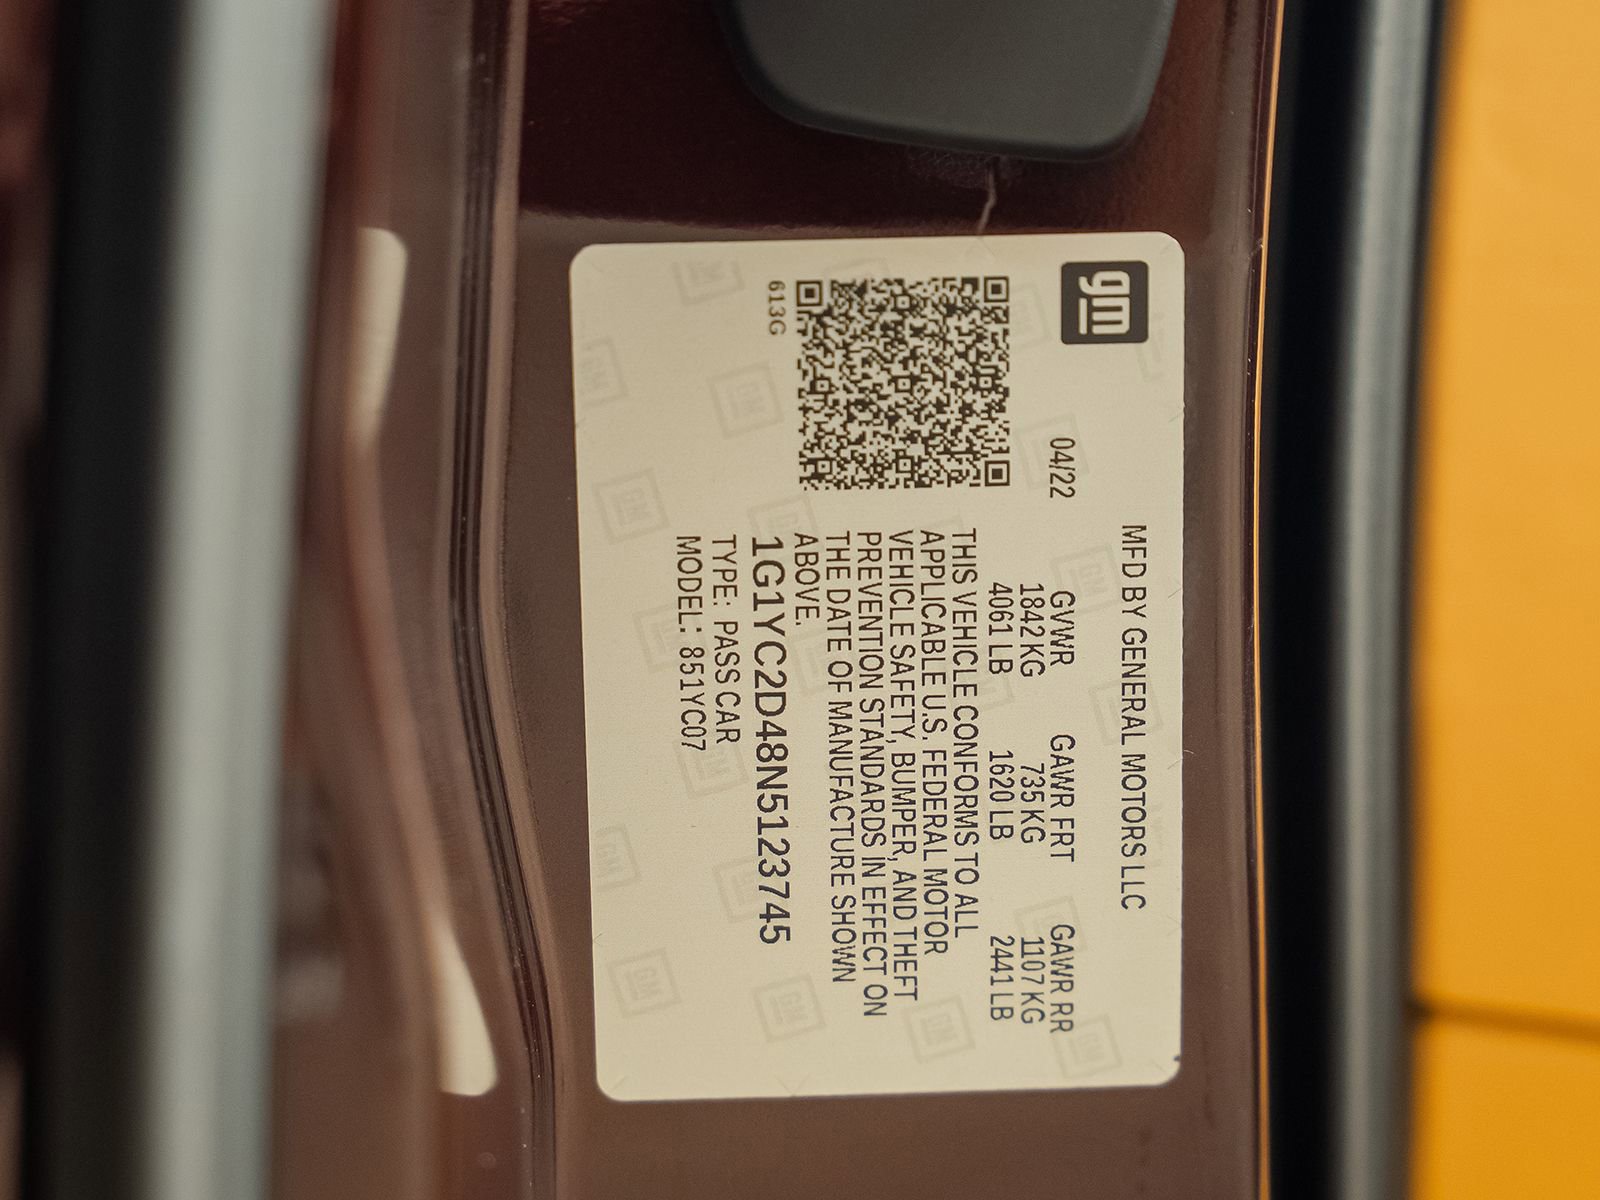 gm
MFD BY GENERAL MOTORS LLC
04/22 GVWR GAWR FRT GAWR RR
1842 KG 735 KG 1107 KG
4061 LB 1620 LB 2441 LB
THIS VEHICLE CONFORMS TO ALL
APPLICABLE U.S. FEDERAL MOTOR
VEHICLE SAFETY, BUMPER, AND THEFT
PREVENTION STANDARDS IN EFFECT ON
THE DATE OF MANUFACTURE SHOWN
ABOVE.
1G1YC2D48N5123745
TYPE: PASS CAR
MODEL: 851YC07
613G